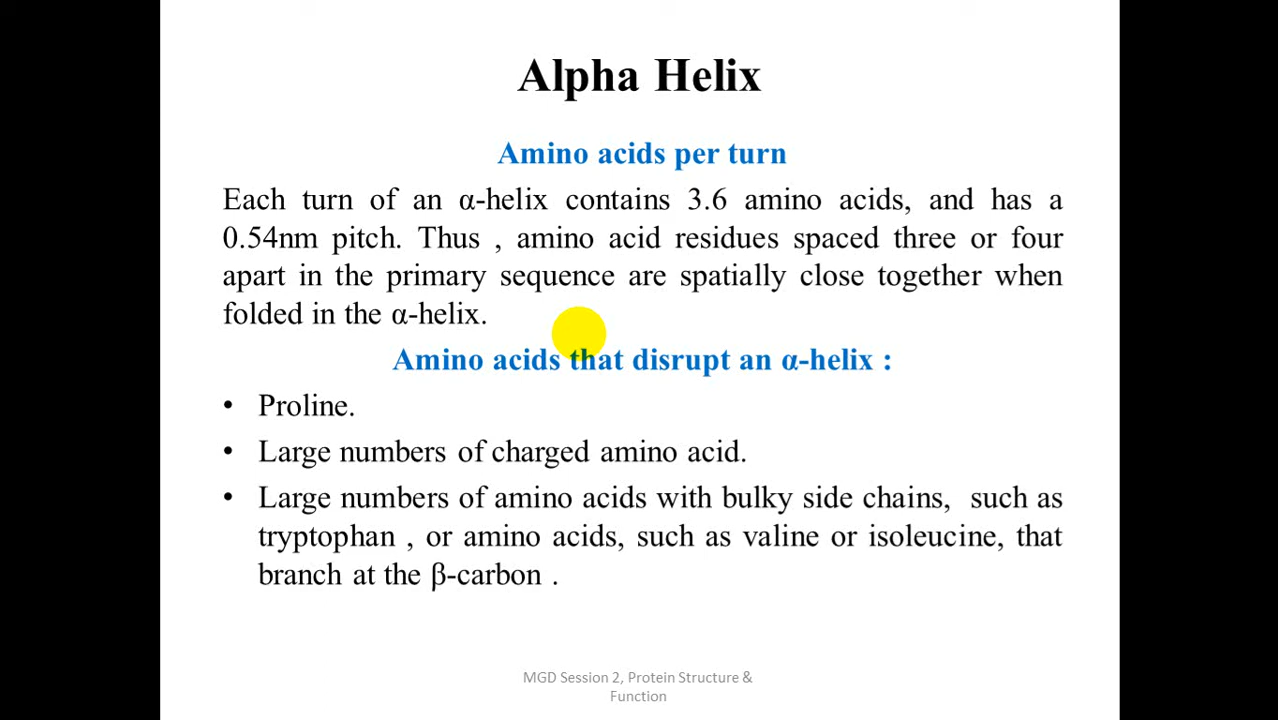 Alpha Helix
Amino acids per turn
Each turn of an α-helix contains 3.6 amino acids, and has a
0.54nm pitch. Thus , amino acid residues spaced three or four
apart in the primary sequence are spatially close together when
folded in the α-helix.
Amino acids that disrupt an α-helix :
• Proline.
• Large numbers of charged amino acid.
• Large numbers of amino acids with bulky side chains, such as
tryptophan , or amino acids, such as valine or isoleucine, that
branch at the β-carbon .
MGD Session 2, Protein Structure &
Function